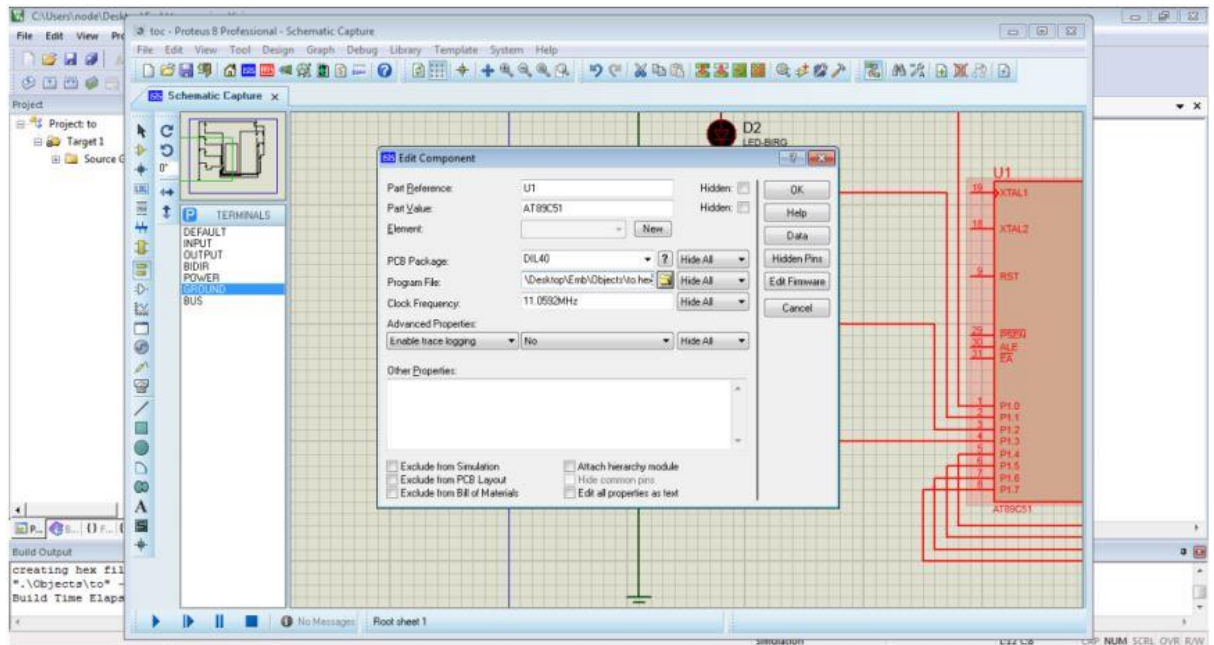 C:\Users\node\Desk
File Edit View Pr
Project
Project: to
Target 1
Source G
Build Output
creating hex fil
".\Objects\to" -
Build Time Elaps
toc - Proteus 8 Professional - Schematic Capture
File Edit View Tool Design Graph Debug Library Template System Help
Schematic Capture x
0°
P TERMINALS
DEFAULT
INPUT
OUTPUT
BIDIR
POWER
GROUND
BUS
D2
LED-BIRG
Edit Component
Part Reference: U1 Hidden:
Part Value: AT89C51 Hidden:
Element: New
PCB Package: DIL40 ? Hide All
Program File: \Desktop\Emb\Objects\to.hex Hide All
Clock Frequency: 11.0592MHz Hide All
Advanced Properties:
Enable trace logging No Hide All
Other Properties:
Exclude from Simulation
Exclude from PCB Layout
Exclude from Bill of Materials
Attach hierarchy module
Hide common pins
Edit all properties as text
OK
Help
Data
Hidden Pins
Edit Firmware
Cancel
U1
19 XTAL1
18 XTAL2
9 RST
29 PSEN
30 ALE
31 EA
1 P1.0
2 P1.1
3 P1.2
4 P1.3
5 P1.4
6 P1.5
7 P1.6
8 P1.7
AT89C51
No Messages Root sheet 1
Simulation
CAP NUM SCRL OVR R/W